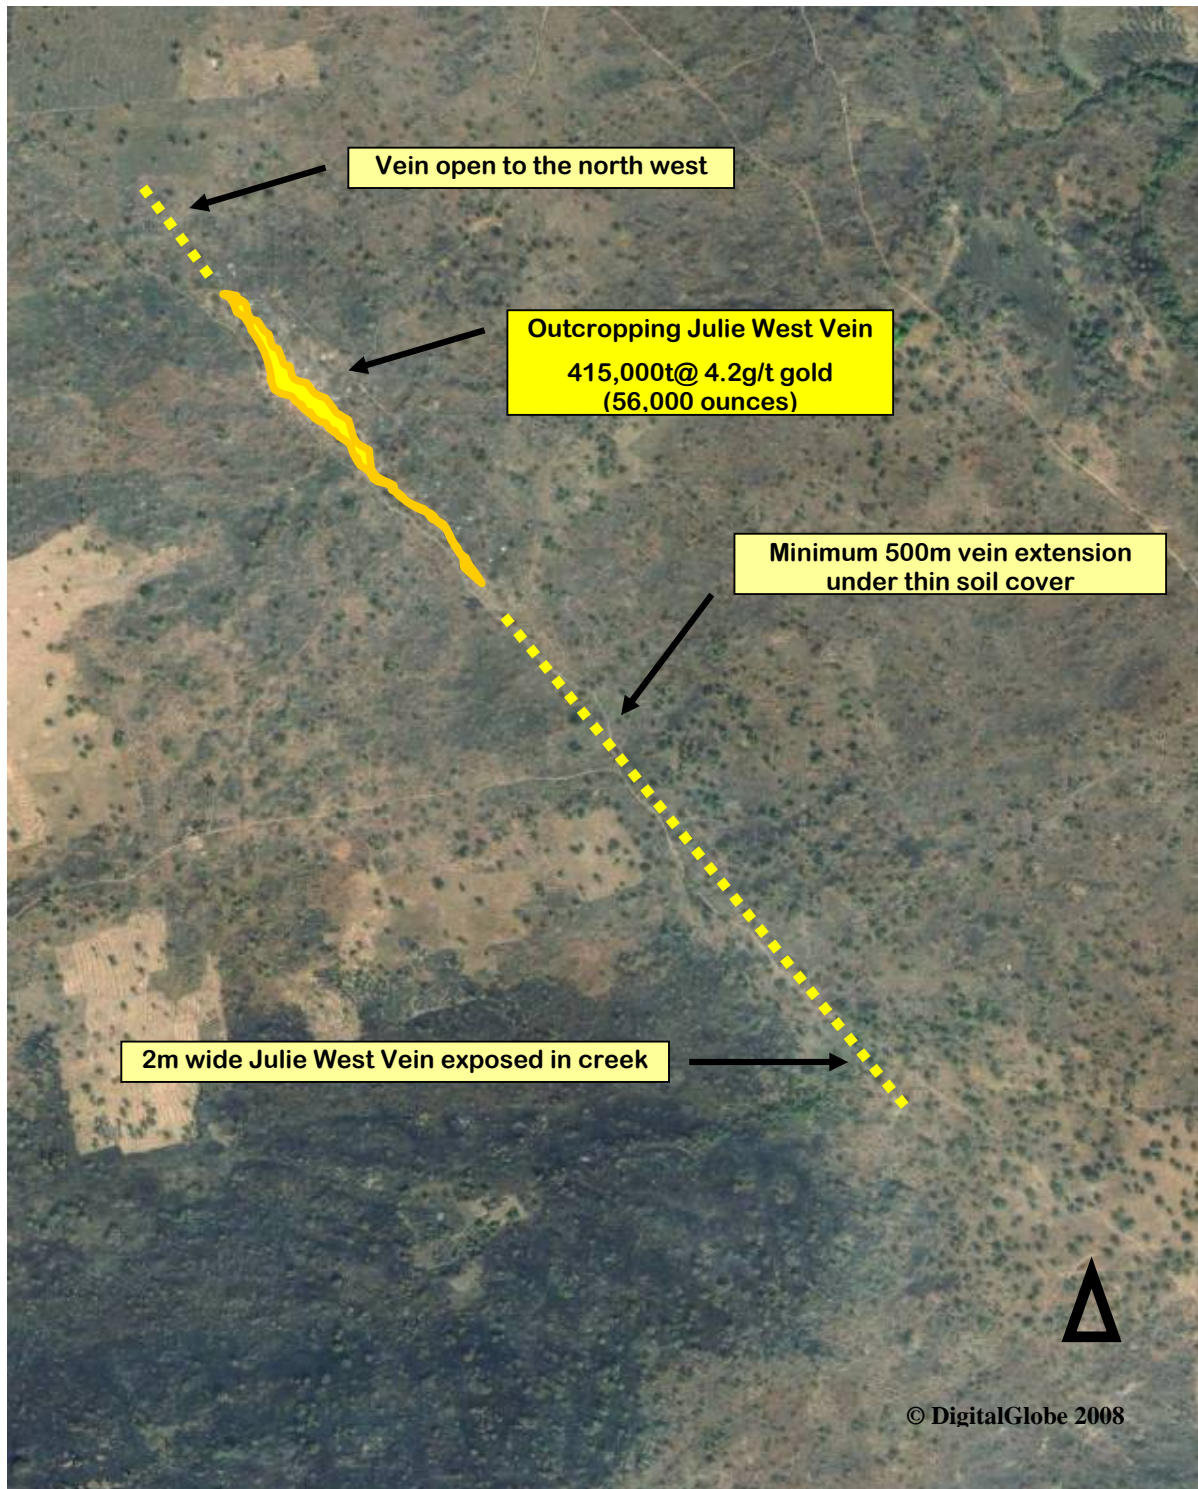 Vein open to the north west
Outcropping Julie West Vein
415,000t@ 4.2g/t gold
(56,000 ounces)
Minimum 500m vein extension
under thin soil cover
2m wide Julie West Vein exposed in creek
© DigitalGlobe 2008